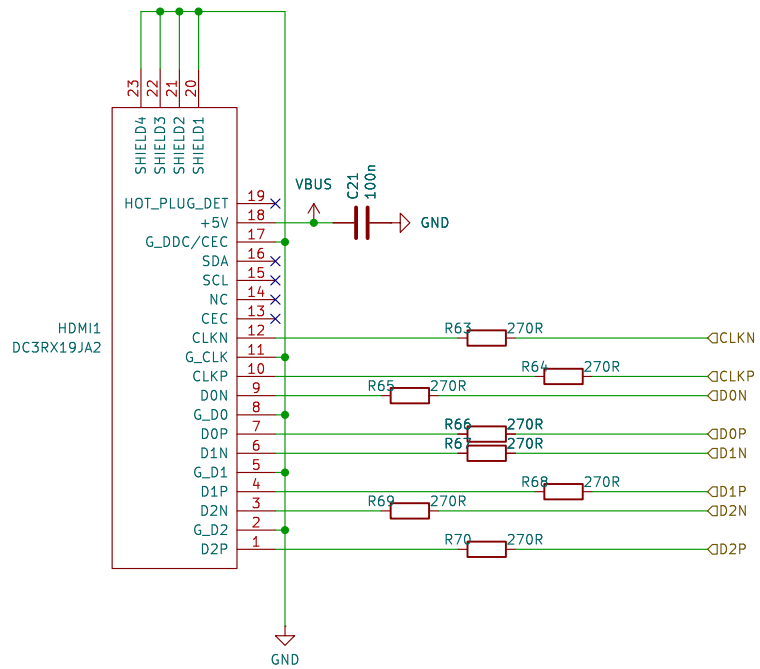 23
22
21
20
SHIELD4
SHIELD3
SHIELD2
SHIELD1
VBUS
C21
100n
GND
HOT_PLUG_DET 19
+5V 18
G_DDC/CEC 17
SDA 16
SCL 15
NC 14
CEC 13
HDMI1
DC3RX19JA2
CLKN 12 R63 270R CLKN
G_CLK 11
CLKP 10 R64 270R CLKP
D0N 9 R65 270R D0N
G_D0 8
D0P 7 R66 270R D0P
D1N 6 R67 270R D1N
G_D1 5
D1P 4 R68 270R D1P
D2N 3 R69 270R D2N
G_D2 2
D2P 1 R70 270R D2P
GND